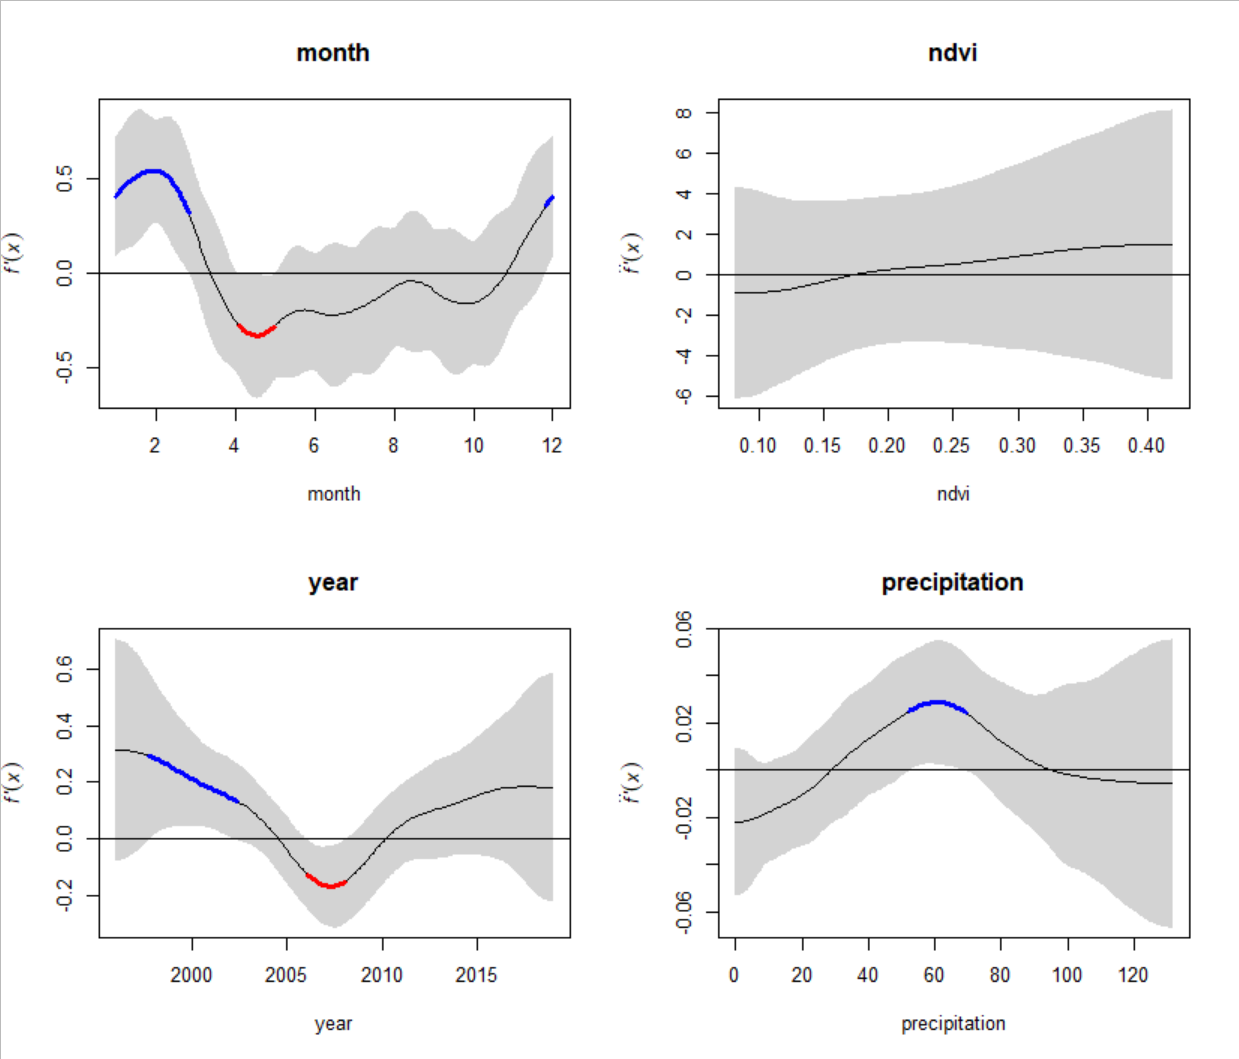 month
0.5
0.0
-0.5
f'(x)
2 4 6 8 10 12
month
ndvi
8
6
4
2
0
-2
-4
-6
f'(x)
0.10 0.15 0.20 0.25 0.30 0.35 0.40
ndvi
year
0.6
0.4
0.2
0.0
-0.2
f'(x)
2000 2005 2010 2015
year
precipitation
0.06
0.02
-0.02
-0.06
f'(x)
0 20 40 60 80 100 120
precipitation